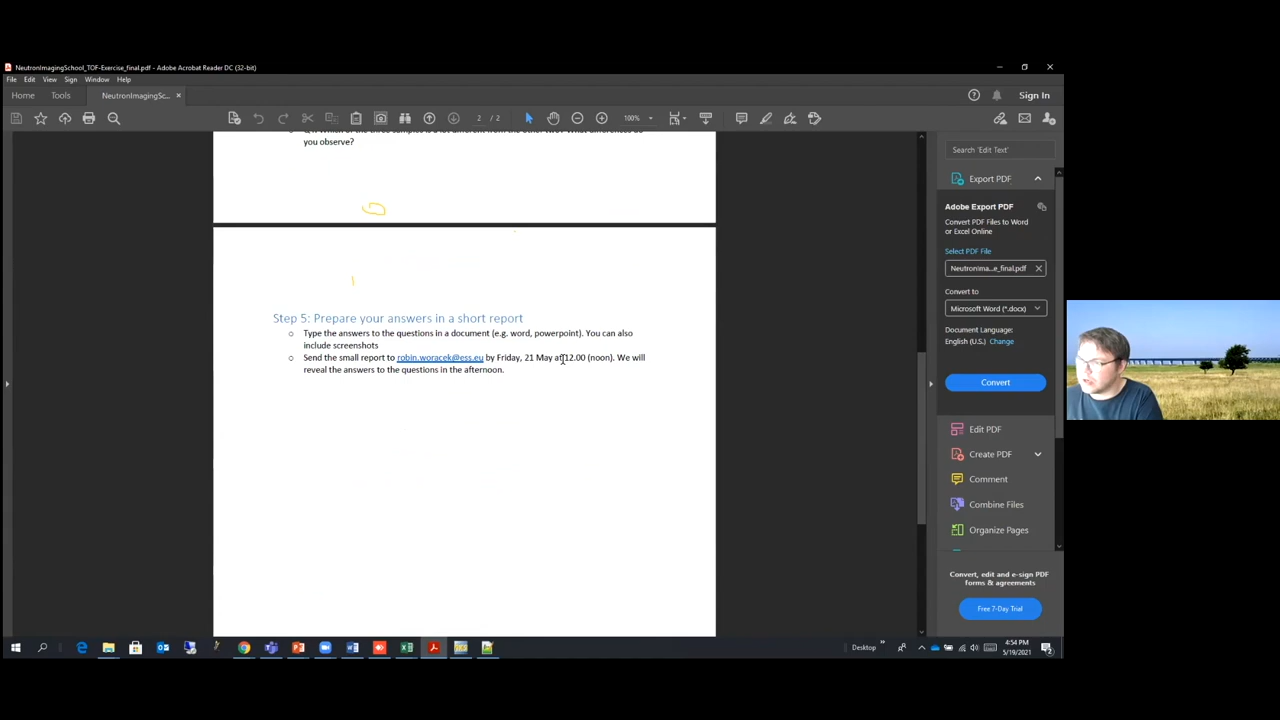 NeutronImagingSchool_TOF-Exercise_final.pdf - Adobe Acrobat Reader DC (32-bit)
File Edit View Sign Window Help
Home Tools NeutronImagingSc... ×
Sign In
2 / 2 100%
you observe?
Step 5: Prepare your answers in a short report
Type the answers to the questions in a document (e.g. word, powerpoint). You can also
include screenshots
Send the small report to robin.woracek@ess.eu by Friday, 21 May at 12.00 (noon). We will
reveal the answers to the questions in the afternoon.
Search 'Edit Text'
Export PDF
Adobe Export PDF
Convert PDF Files to Word
or Excel Online
Select PDF File
Neutronima...e_final.pdf
Convert to
Microsoft Word (*.docx)
Document Language:
English (U.S.) Change
Convert
Edit PDF
Create PDF
Comment
Combine Files
Organize Pages
Convert, edit and e-sign PDF
forms & agreements
Free 7-Day Trial
Desktop
4:54 PM
5/19/2021